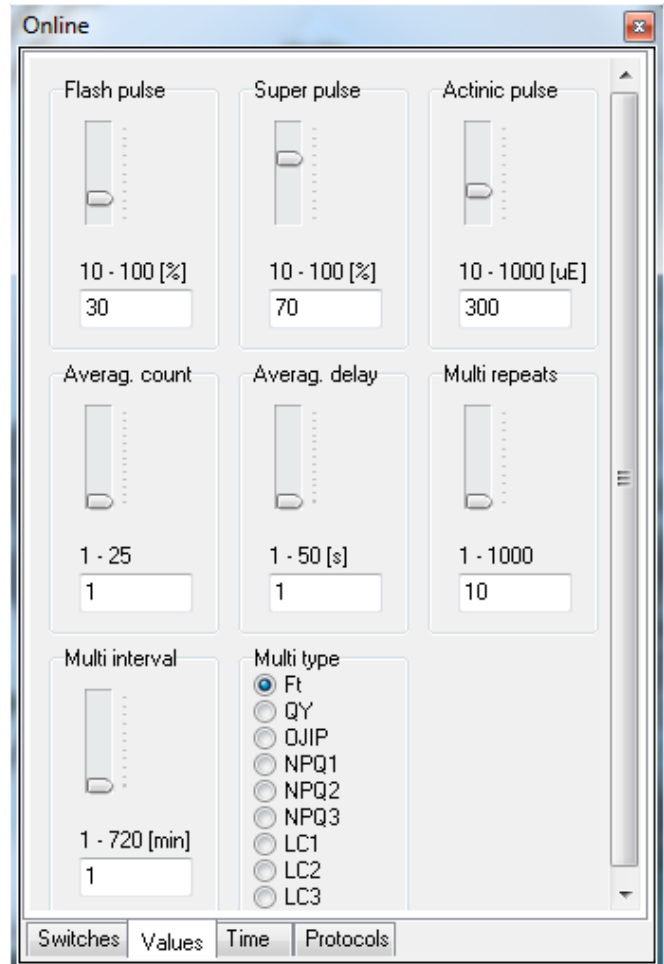 Online
Flash pulse
10 - 100 [%]
30
Super pulse
10 - 100 [%]
70
Actinic pulse
10 - 1000 [uE]
300
Averag. count
1 - 25
1
Averag. delay
1 - 50 [s]
1
Multi repeats
1 - 1000
10
Multi interval
1 - 720 [min]
1
Multi type
Ft
QY
OJIP
NPQ1
NPQ2
NPQ3
LC1
LC2
LC3
Switches
Values
Time
Protocols